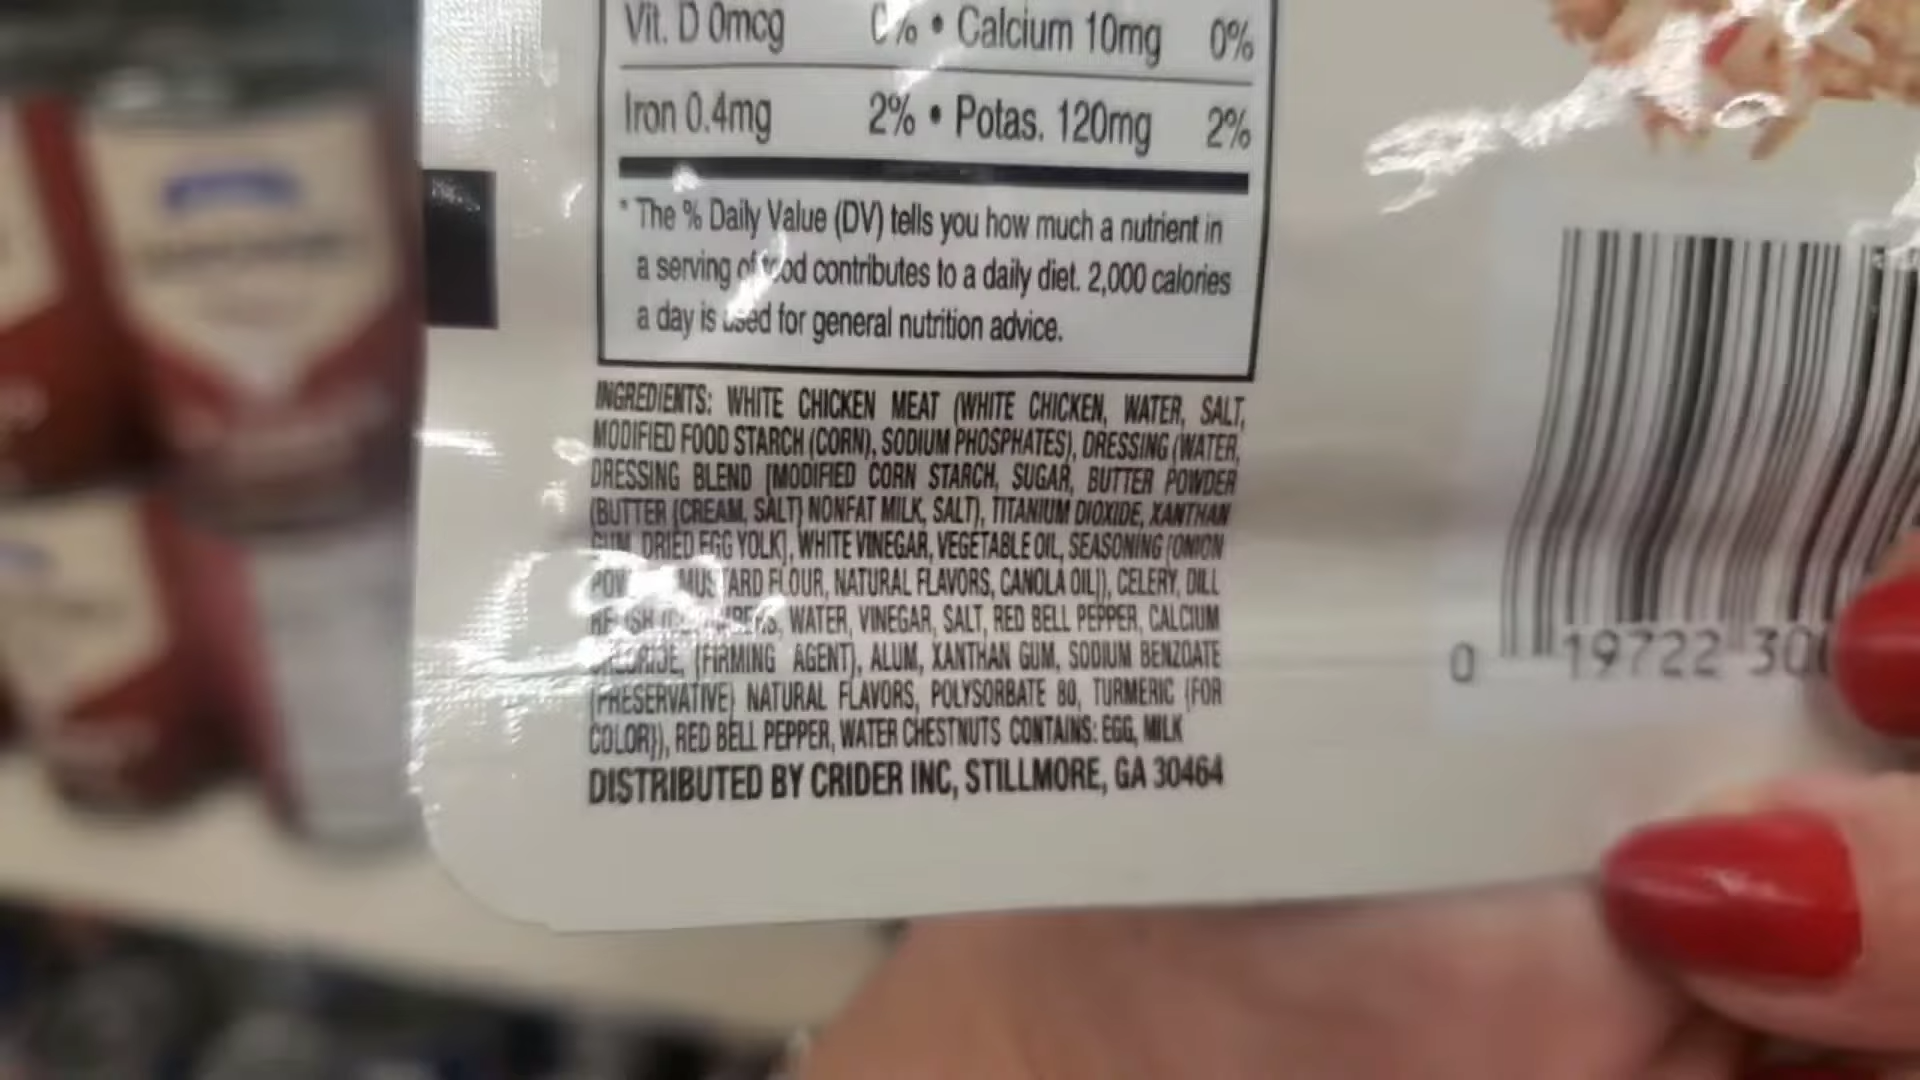 Vit. D 0mcg 0% • Calcium 10mg 0%
Iron 0.4mg 2% • Potas. 120mg 2%
* The % Daily Value (DV) tells you how much a nutrient in
a serving of food contributes to a daily diet. 2,000 calories
a day is used for general nutrition advice.
INGREDIENTS: WHITE CHICKEN MEAT (WHITE CHICKEN, WATER, SALT,
MODIFIED FOOD STARCH (CORN), SODIUM PHOSPHATES), DRESSING (WATER,
DRESSING BLEND [MODIFIED CORN STARCH, SUGAR, BUTTER POWDER
(BUTTER (CREAM, SALT) NONFAT MILK, SALT), TITANIUM DIOXIDE, XANTHAN
GUM, DRIED EGG YOLK], WHITE VINEGAR, VEGETABLE OIL, SEASONING (ONION
MUSTARD FLOUR, NATURAL FLAVORS, CANOLA OIL)), CELERY, DILL
WATER, VINEGAR, SALT, RED BELL PEPPER, CALCIUM
(FIRMING AGENT), ALUM, XANTHAN GUM, SODIUM BENZOATE
(PRESERVATIVE) NATURAL FLAVORS, POLYSORBATE 80, TURMERIC (FOR
COLOR)), RED BELL PEPPER, WATER CHESTNUTS CONTAINS: EGG, MILK
DISTRIBUTED BY CRIDER INC, STILLMORE, GA 30464
0 19722 30